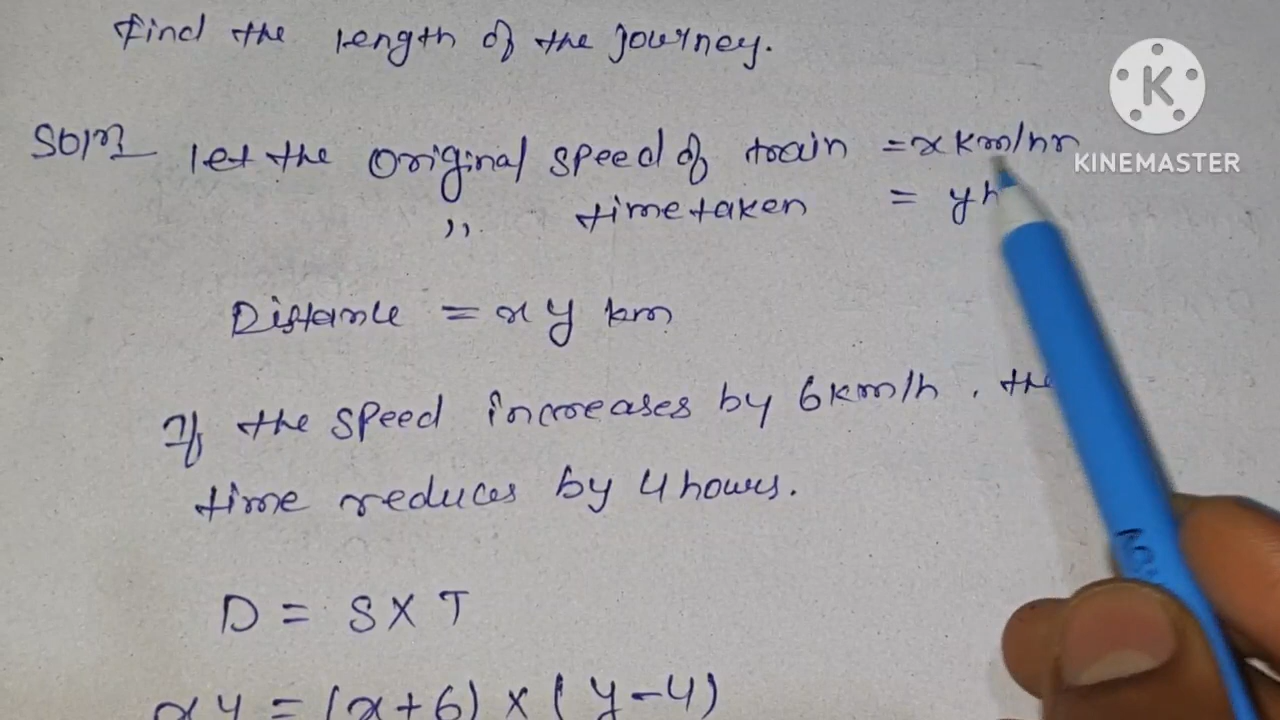 Find the length of the journey.
Soln Let the original speed of train = x km/hr
,, time taken = y h
Distance = x y km
If the speed increases by 6km/h, the
time reduces by 4 hours.
D = S X T
xy = (x+6) × (y-4)
K
KINEMASTER